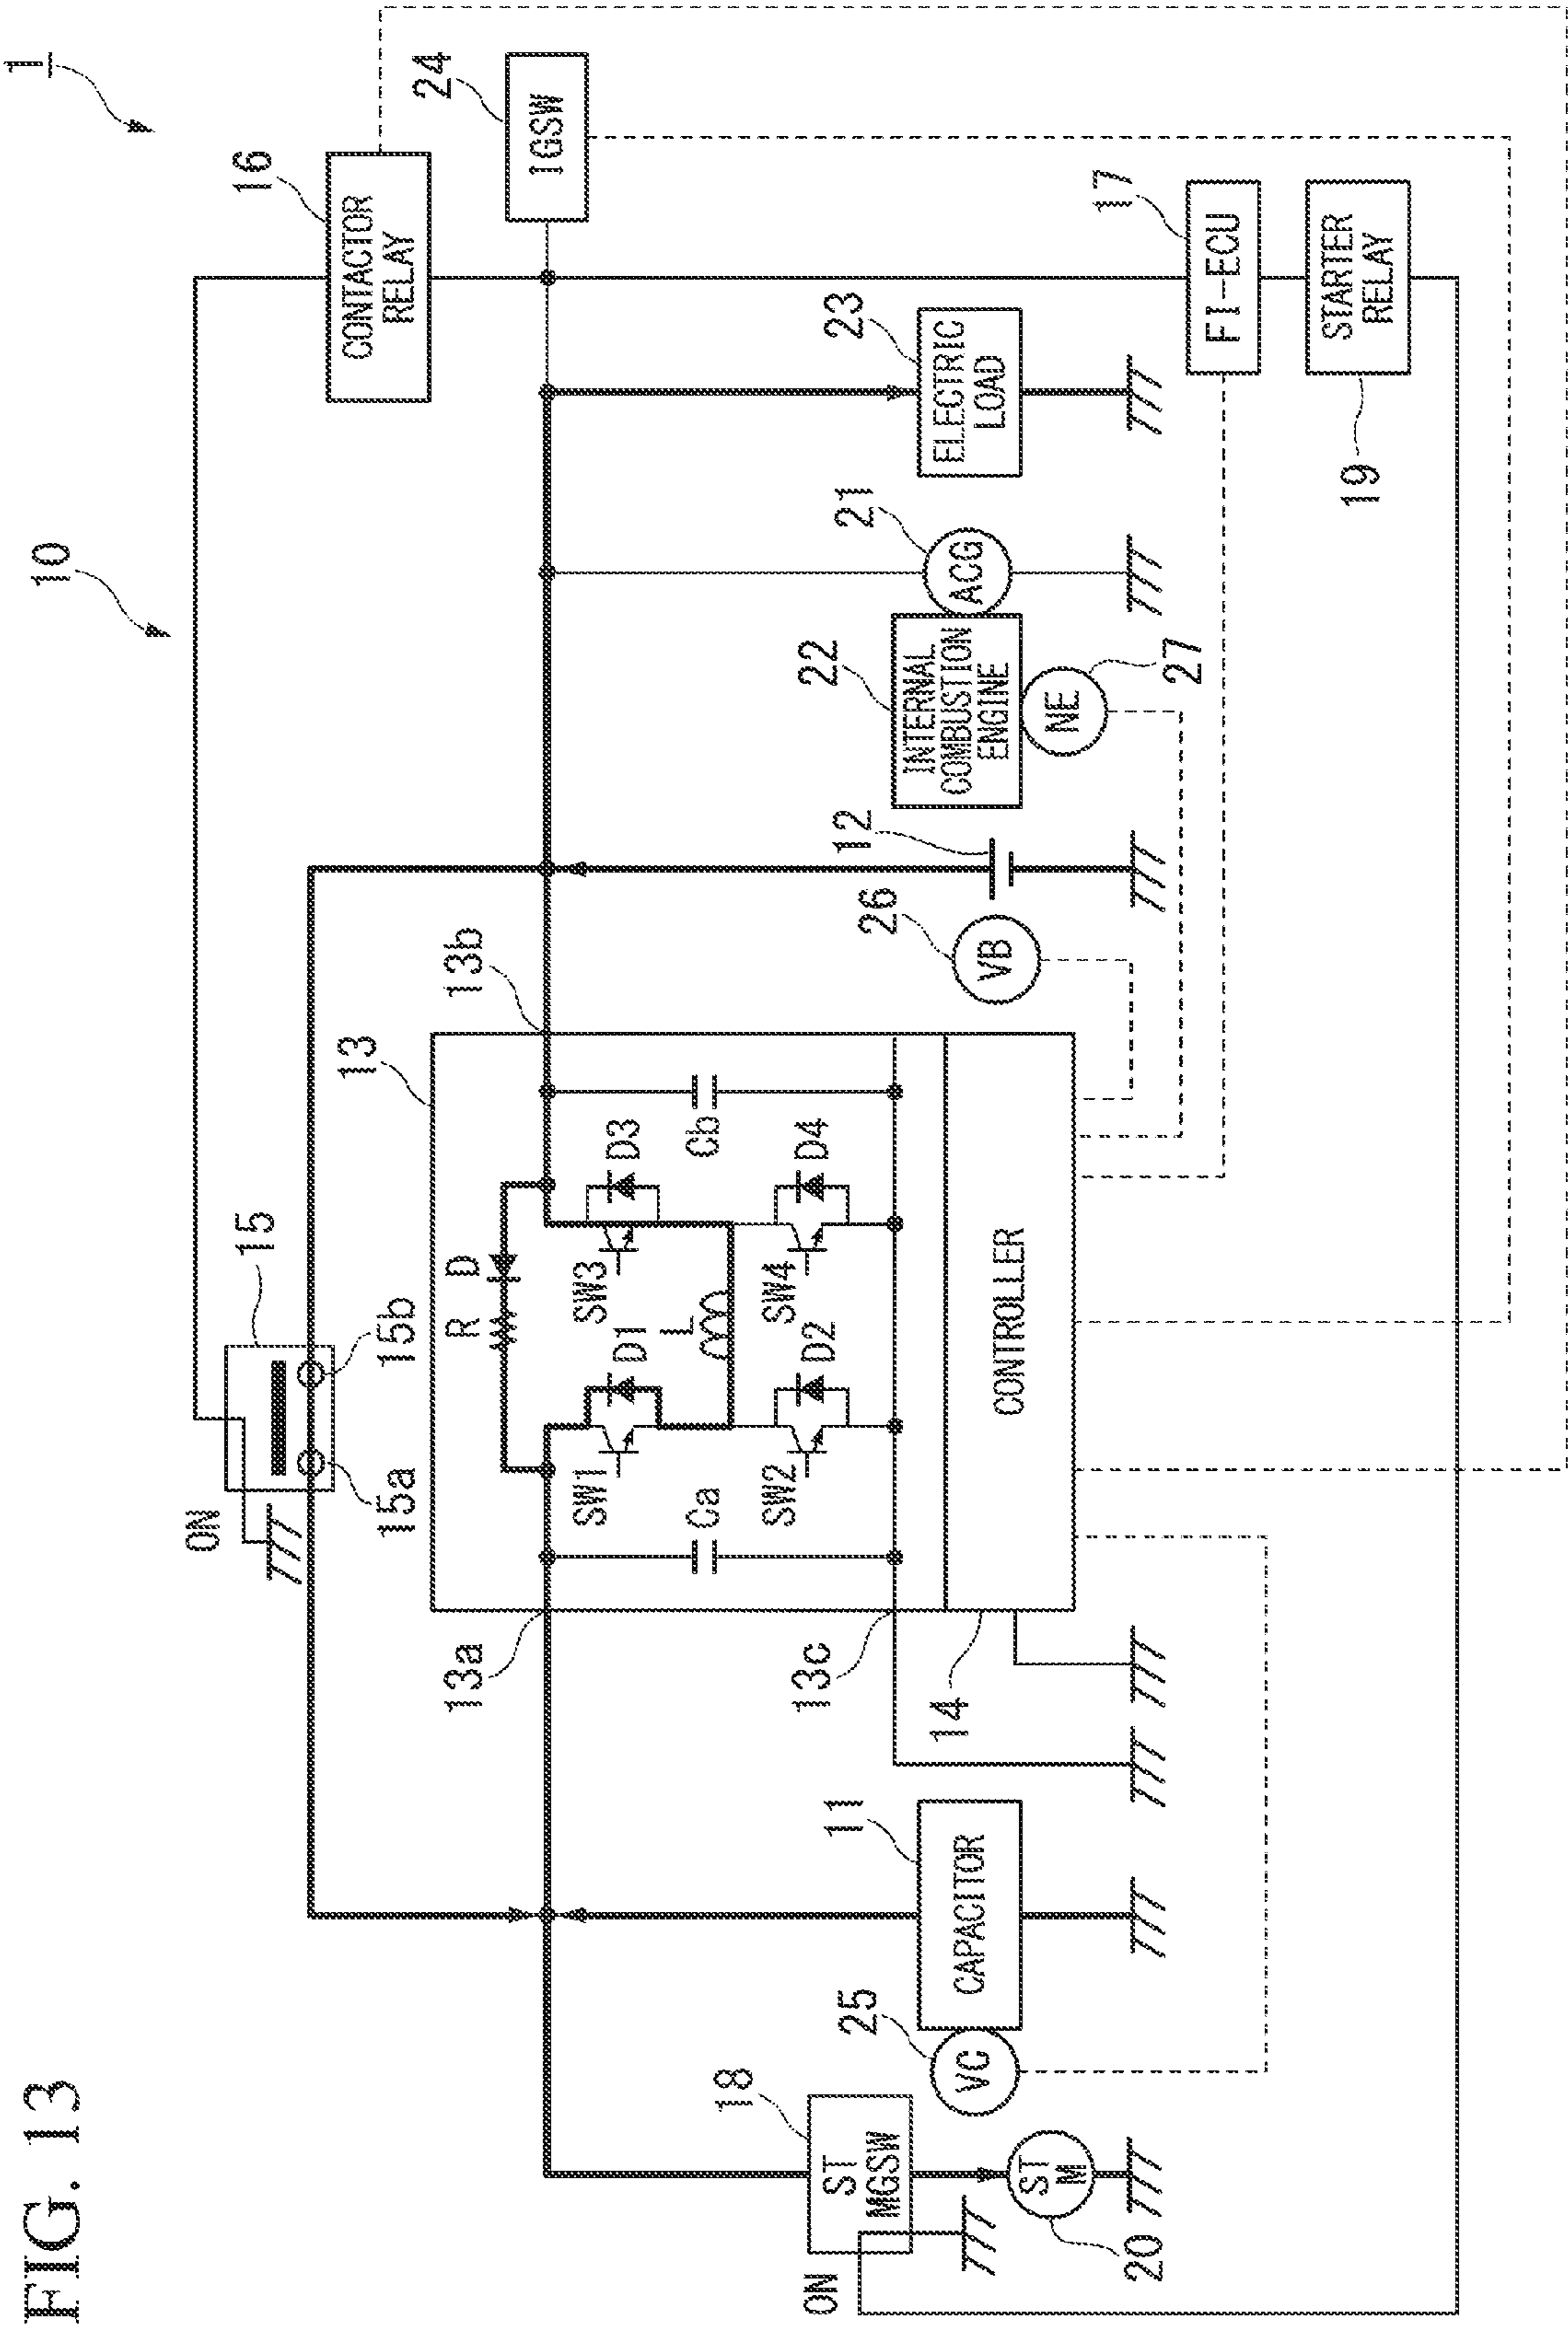 FIG. 13
1
10
16
CONTACTOR
RELAY
24
IGSW
15
ON
15a
15b
13
13a
13b
13c
R
D
SW1
D1
SW3
D3
L
Ca
Cb
SW2
D2
SW4
D4
CONTROLLER
14
11
CAPACITOR
25
VC
18
ST
MGSW
ON
ST
M
20
26
VB
12
22
INTERNAL
COMBUSTION
ENGINE
21
ACG
NE
27
23
ELECTRIC
LOAD
17
FI-ECU
STARTER
RELAY
19